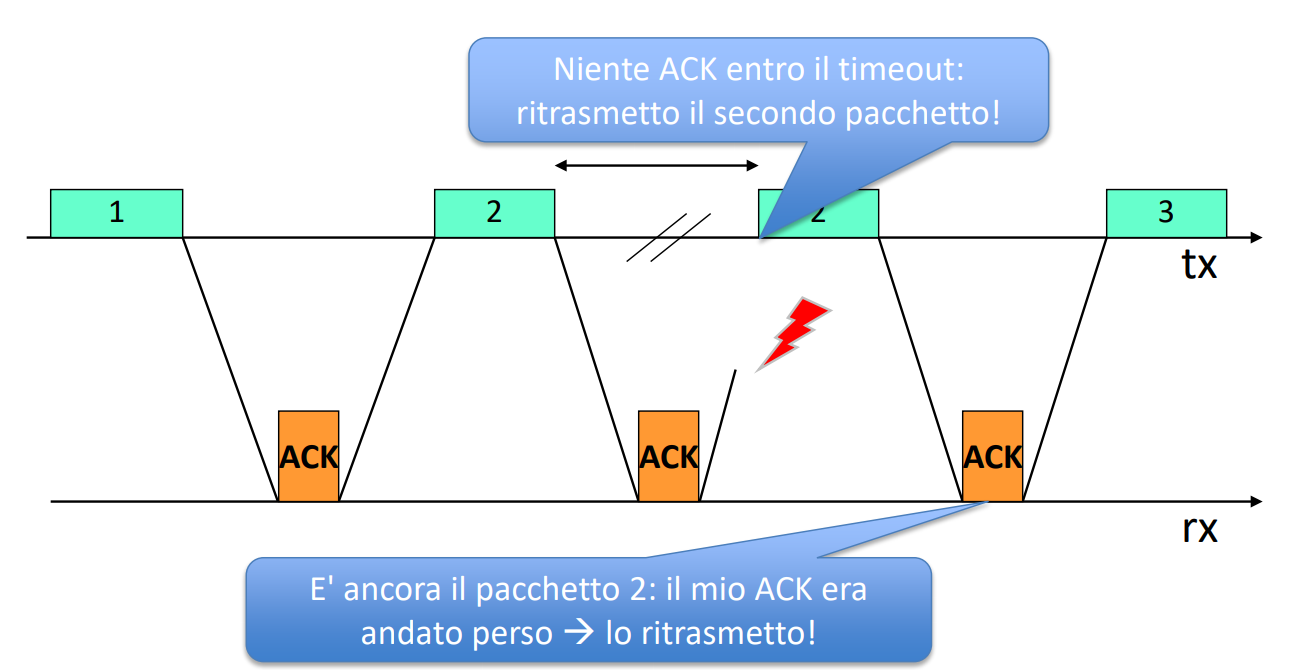 Niente ACK entro il timeout:
ritrasmetto il secondo pacchetto!
1
2
2
3
tx
ACK
ACK
ACK
rx
E' ancora il pacchetto 2: il mio ACK era
andato perso → lo ritrasmetto!